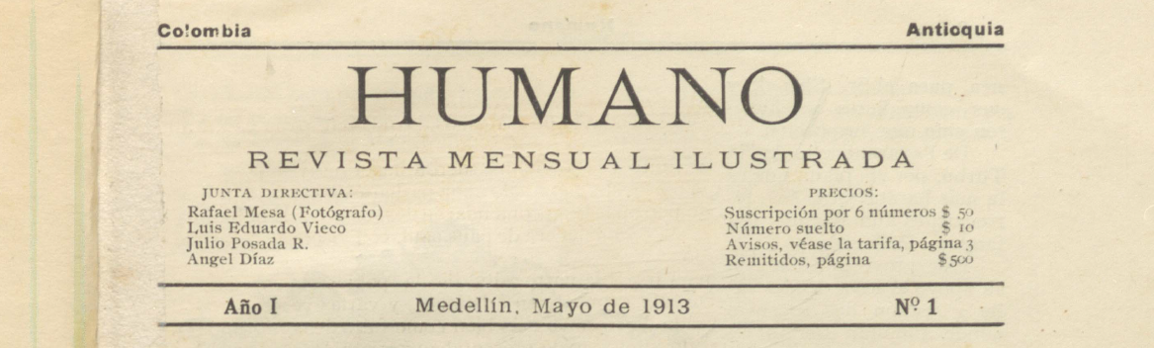 Colombia Antioquia
HUMANO
REVISTA MENSUAL ILUSTRADA
JUNTA DIRECTIVA:
Rafael Mesa (Fotógrafo)
Luis Eduardo Vieco
Julio Posada R.
Angel Díaz
PRECIOS:
Suscripción por 6 números $ 50
Número suelto $ 10
Avisos, véase la tarifa, página 3
Remitidos, página $ 500
Año I Medellín, Mayo de 1913 Nº 1